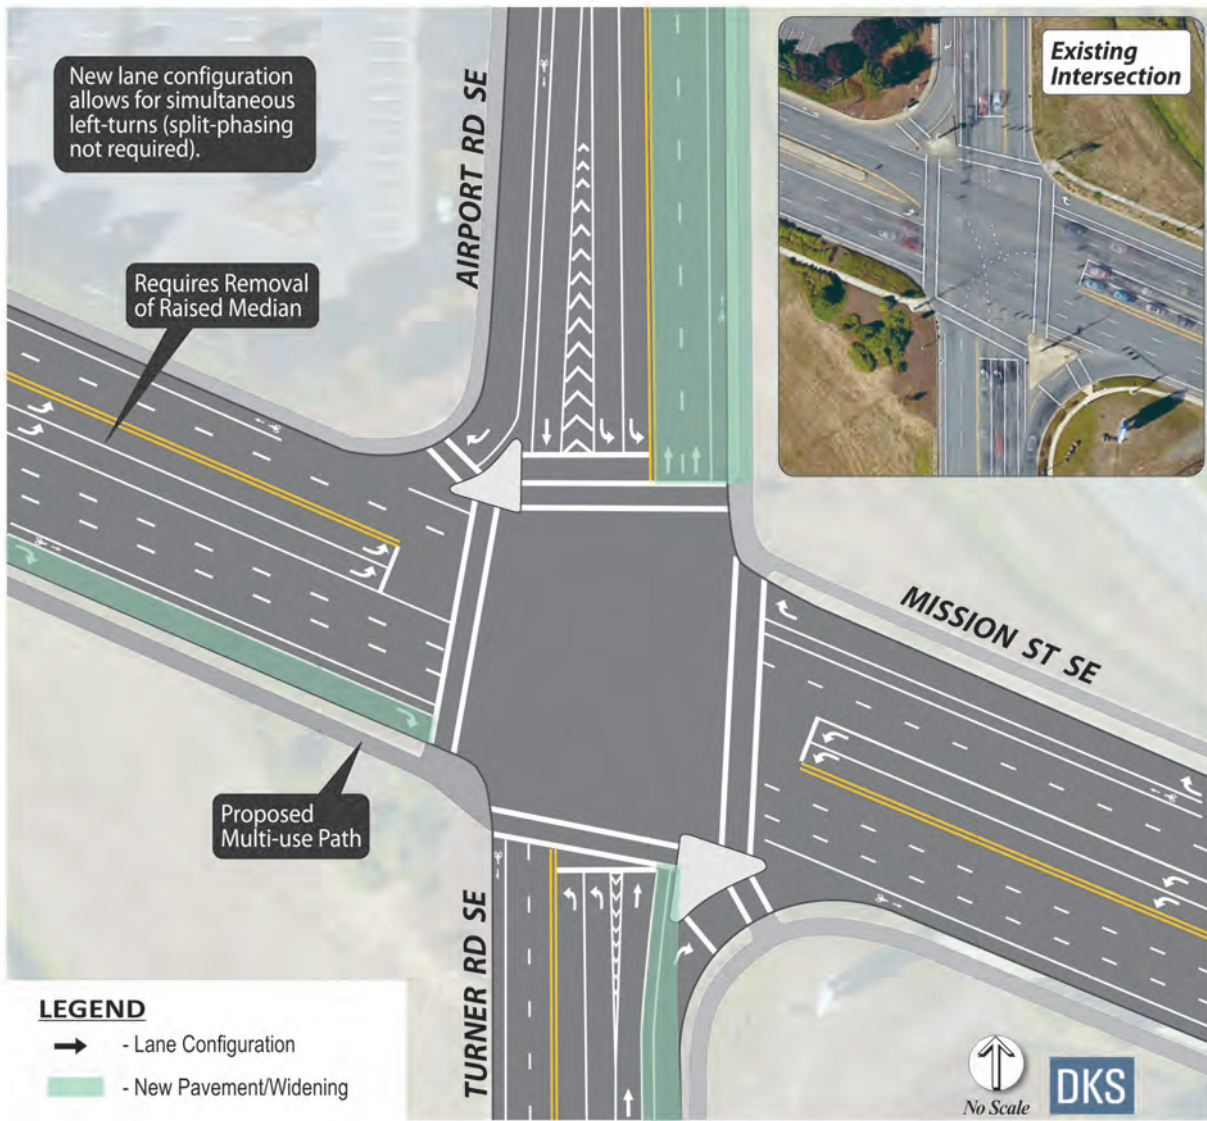 New lane configuration
allows for simultaneous
left-turns (split-phasing
not required).
AIRPORT RD SE
Existing
Intersection
Requires Removal
of Raised Median
MISSION ST SE
Proposed
Multi-use Path
TURNER RD SE
LEGEND
- Lane Configuration
- New Pavement/Widening
No Scale
DKS